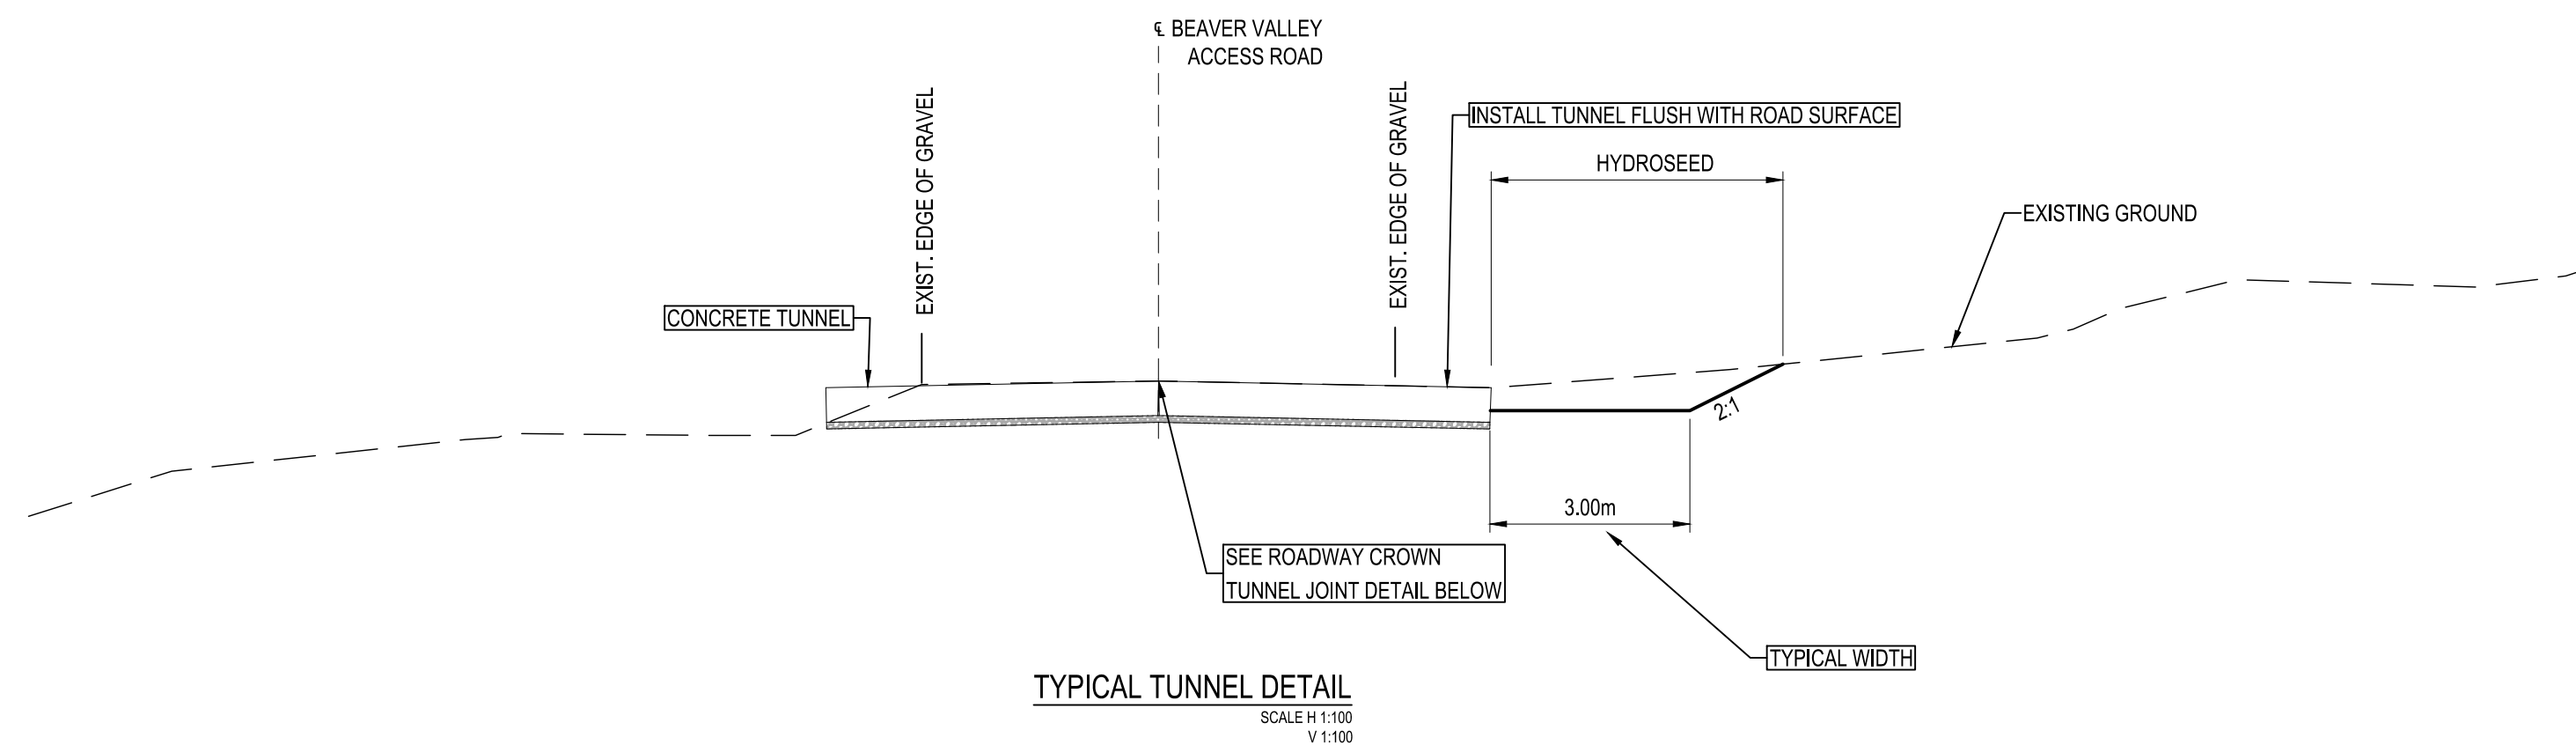 ℄ BEAVER VALLEY
ACCESS ROAD
EXIST. EDGE OF GRAVEL
EXIST. EDGE OF GRAVEL
INSTALL TUNNEL FLUSH WITH ROAD SURFACE
HYDROSEED
EXISTING GROUND
CONCRETE TUNNEL
2:1
3.00m
SEE ROADWAY CROWN
TUNNEL JOINT DETAIL BELOW
TYPICAL WIDTH
TYPICAL TUNNEL DETAIL
SCALE H 1:100
V 1:100